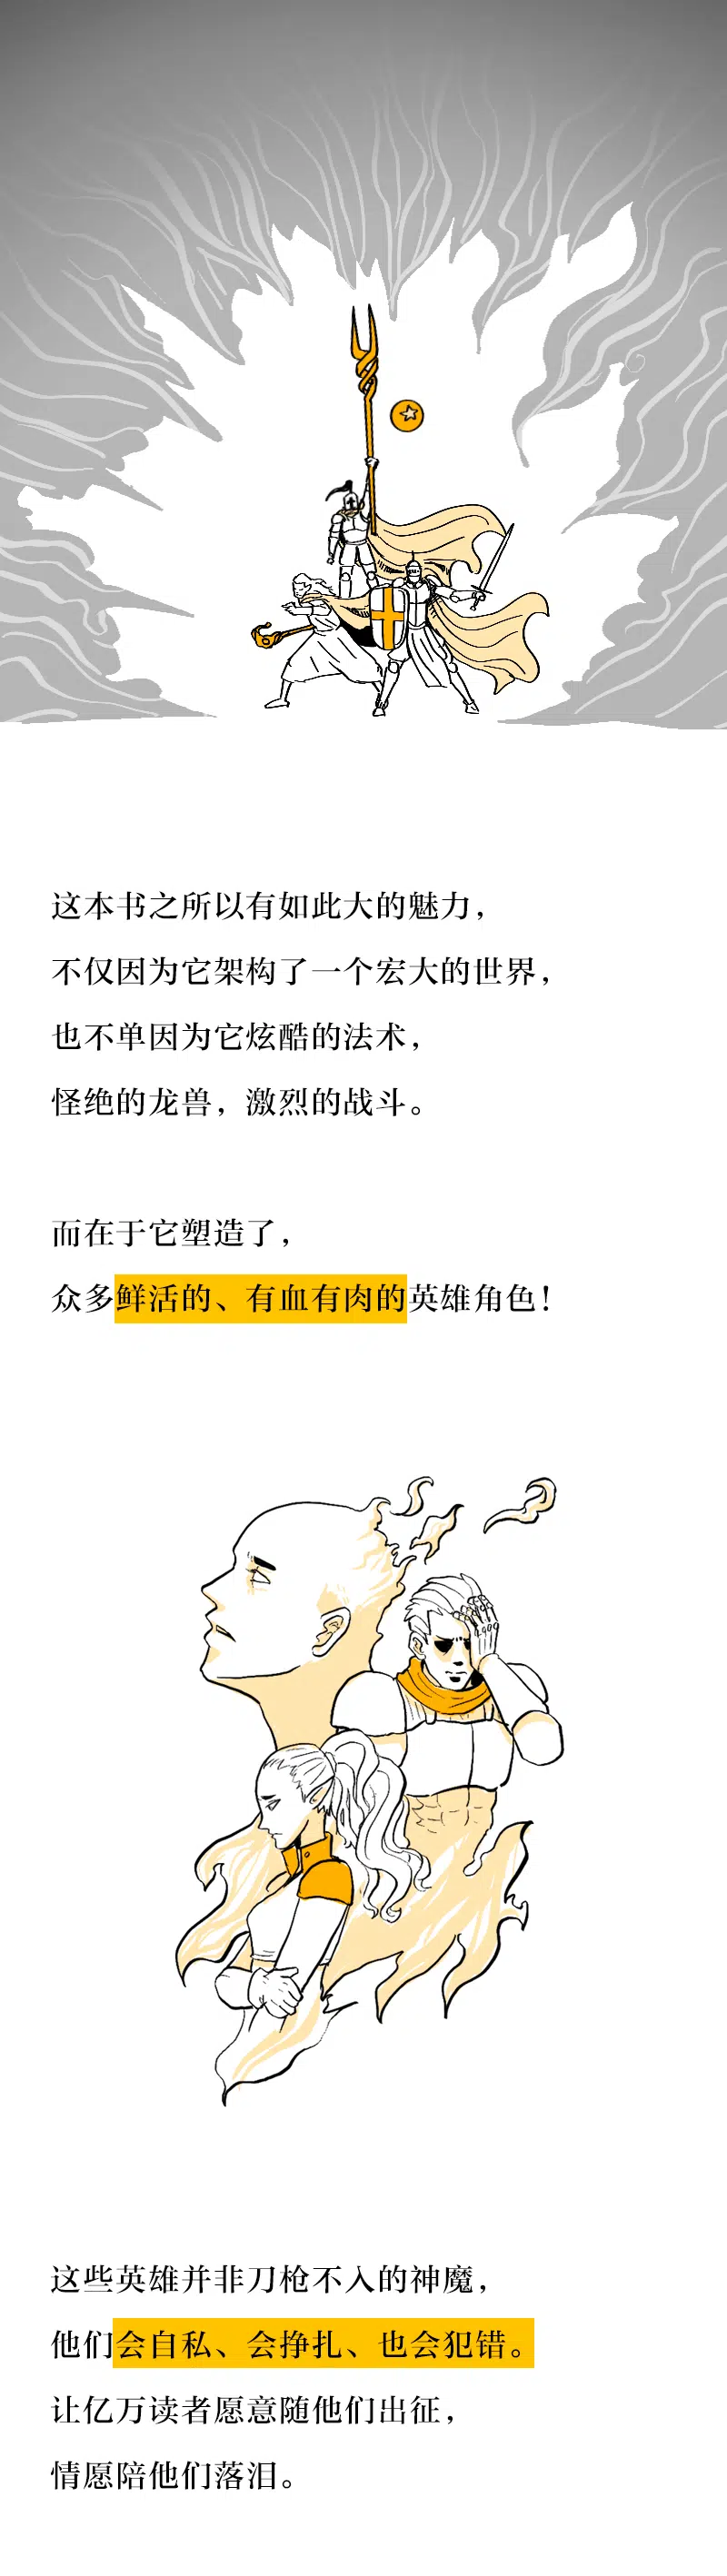 这本书之所以有如此大的魅力，
不仅因为它架构了一个宏大的世界，
也不单因为它炫酷的法术，
怪绝的龙兽，激烈的战斗。
而在于它塑造了，
众多鲜活的、有血有肉的英雄角色！
这些英雄并非刀枪不入的神魔，
他们会自私、会挣扎、也会犯错。
让亿万读者愿意随他们出征，
情愿陪他们落泪。